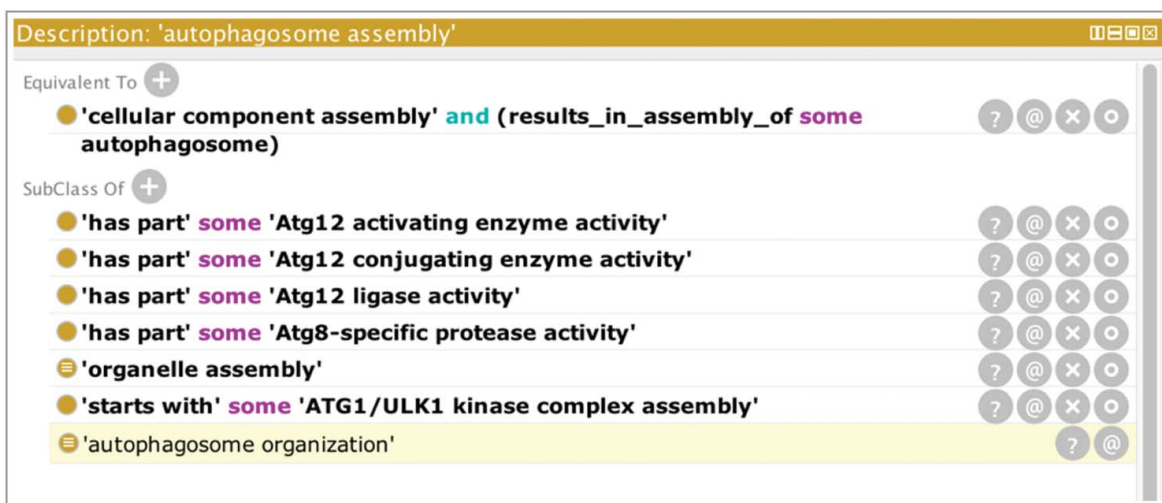 Description: 'autophagosome assembly'
Equivalent To
'cellular component assembly' and (results_in_assembly_of some
autophagosome)
SubClass Of
'has part' some 'Atg12 activating enzyme activity'
'has part' some 'Atg12 conjugating enzyme activity'
'has part' some 'Atg12 ligase activity'
'has part' some 'Atg8-specific protease activity'
'organelle assembly'
'starts with' some 'ATG1/ULK1 kinase complex assembly'
'autophagosome organization'